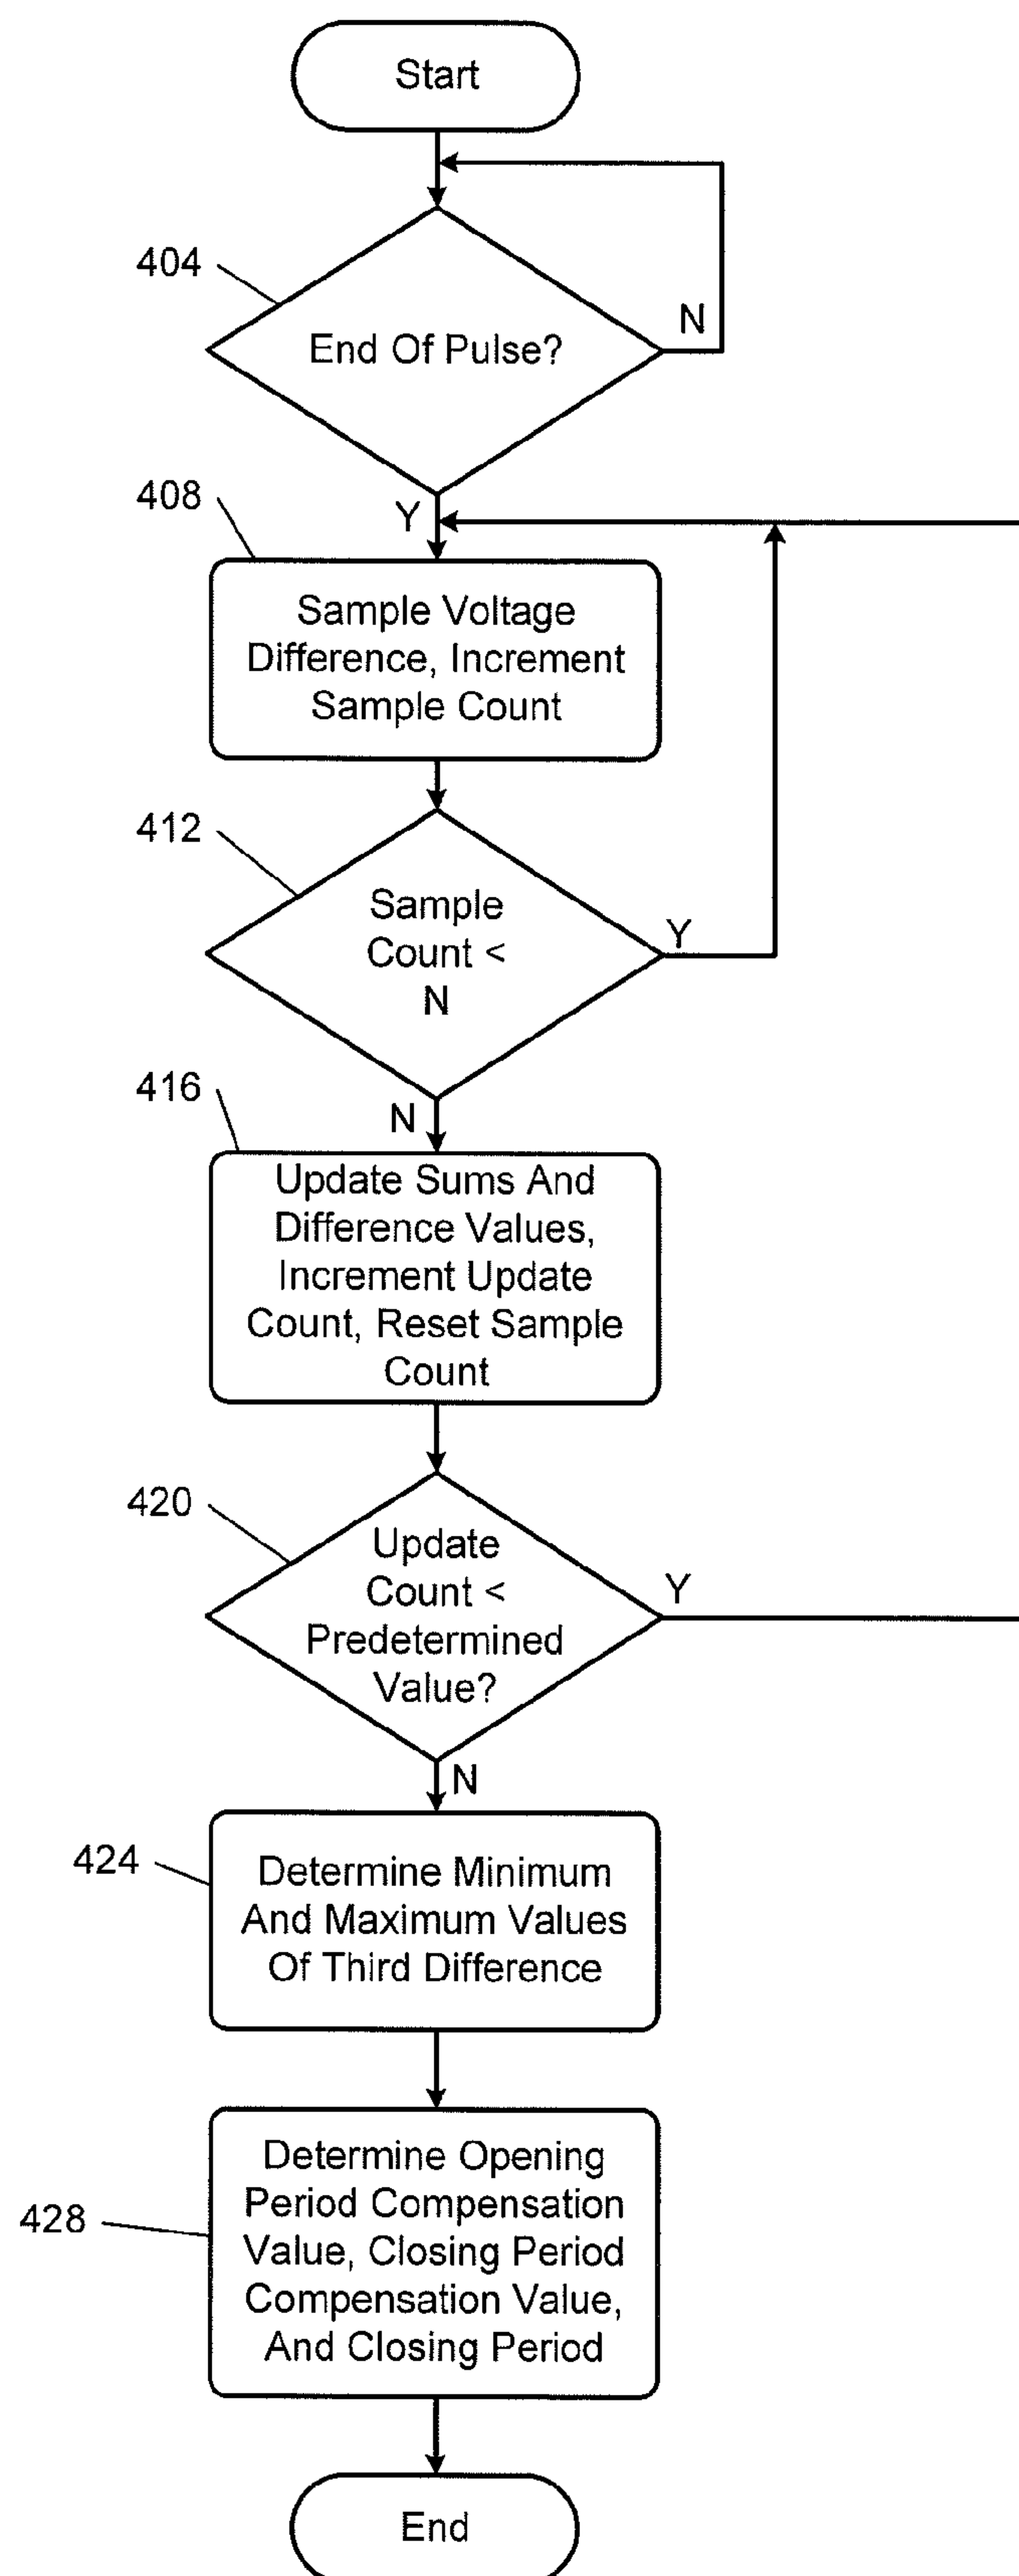 Start
404
End Of Pulse?
N
408
Y
Sample Voltage
Difference, Increment
Sample Count
412
Sample
Count <
N
Y
416
N
Update Sums And
Difference Values,
Increment Update
Count, Reset Sample
Count
420
Update
Count <
Predetermined
Value?
Y
N
424
Determine Minimum
And Maximum Values
Of Third Difference
428
Determine Opening
Period Compensation
Value, Closing Period
Compensation Value,
And Closing Period
End